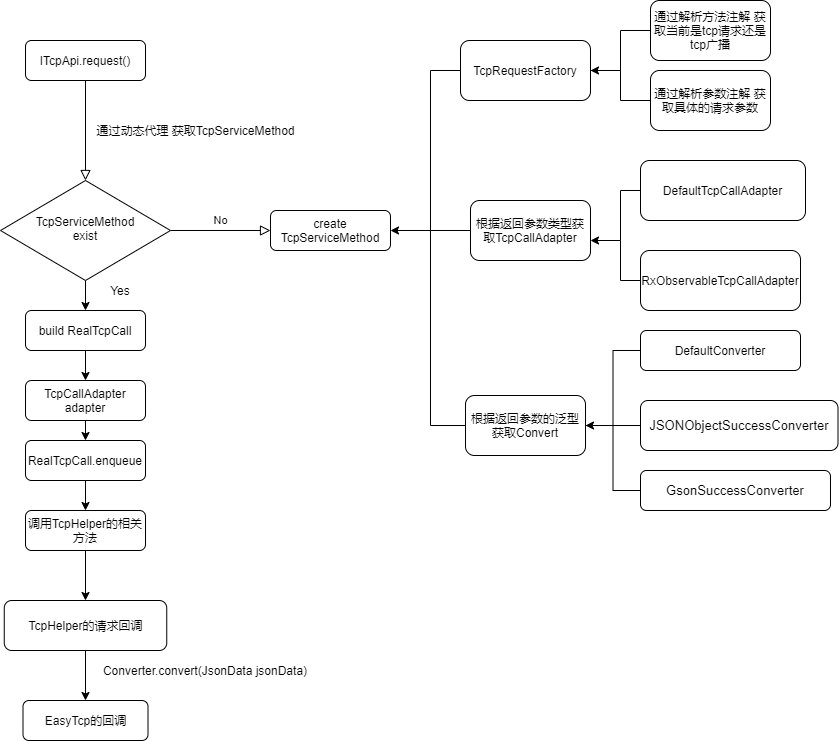 ITcpApi.request()
通过动态代理 获取TcpServiceMethod
TcpServiceMethod
exist
No
create
TcpServiceMethod
Yes
build RealTcpCall
TcpCallAdapter
adapter
RealTcpCall.enqueue
调用TcpHelper的相关
方法
TcpHelper的请求回调
Converter.convert(JsonData jsonData)
EasyTcp的回调
TcpRequestFactory
通过解析方法注解 获
取当前是tcp请求还是
tcp广播
通过解析参数注解 获
取具体的请求参数
根据返回参数类型获
取TcpCallAdapter
DefaultTcpCallAdapter
RxObservableTcpCallAdapter
根据返回参数的泛型
获取Convert
DefaultConverter
JSONObjectSuccessConverter
GsonSuccessConverter